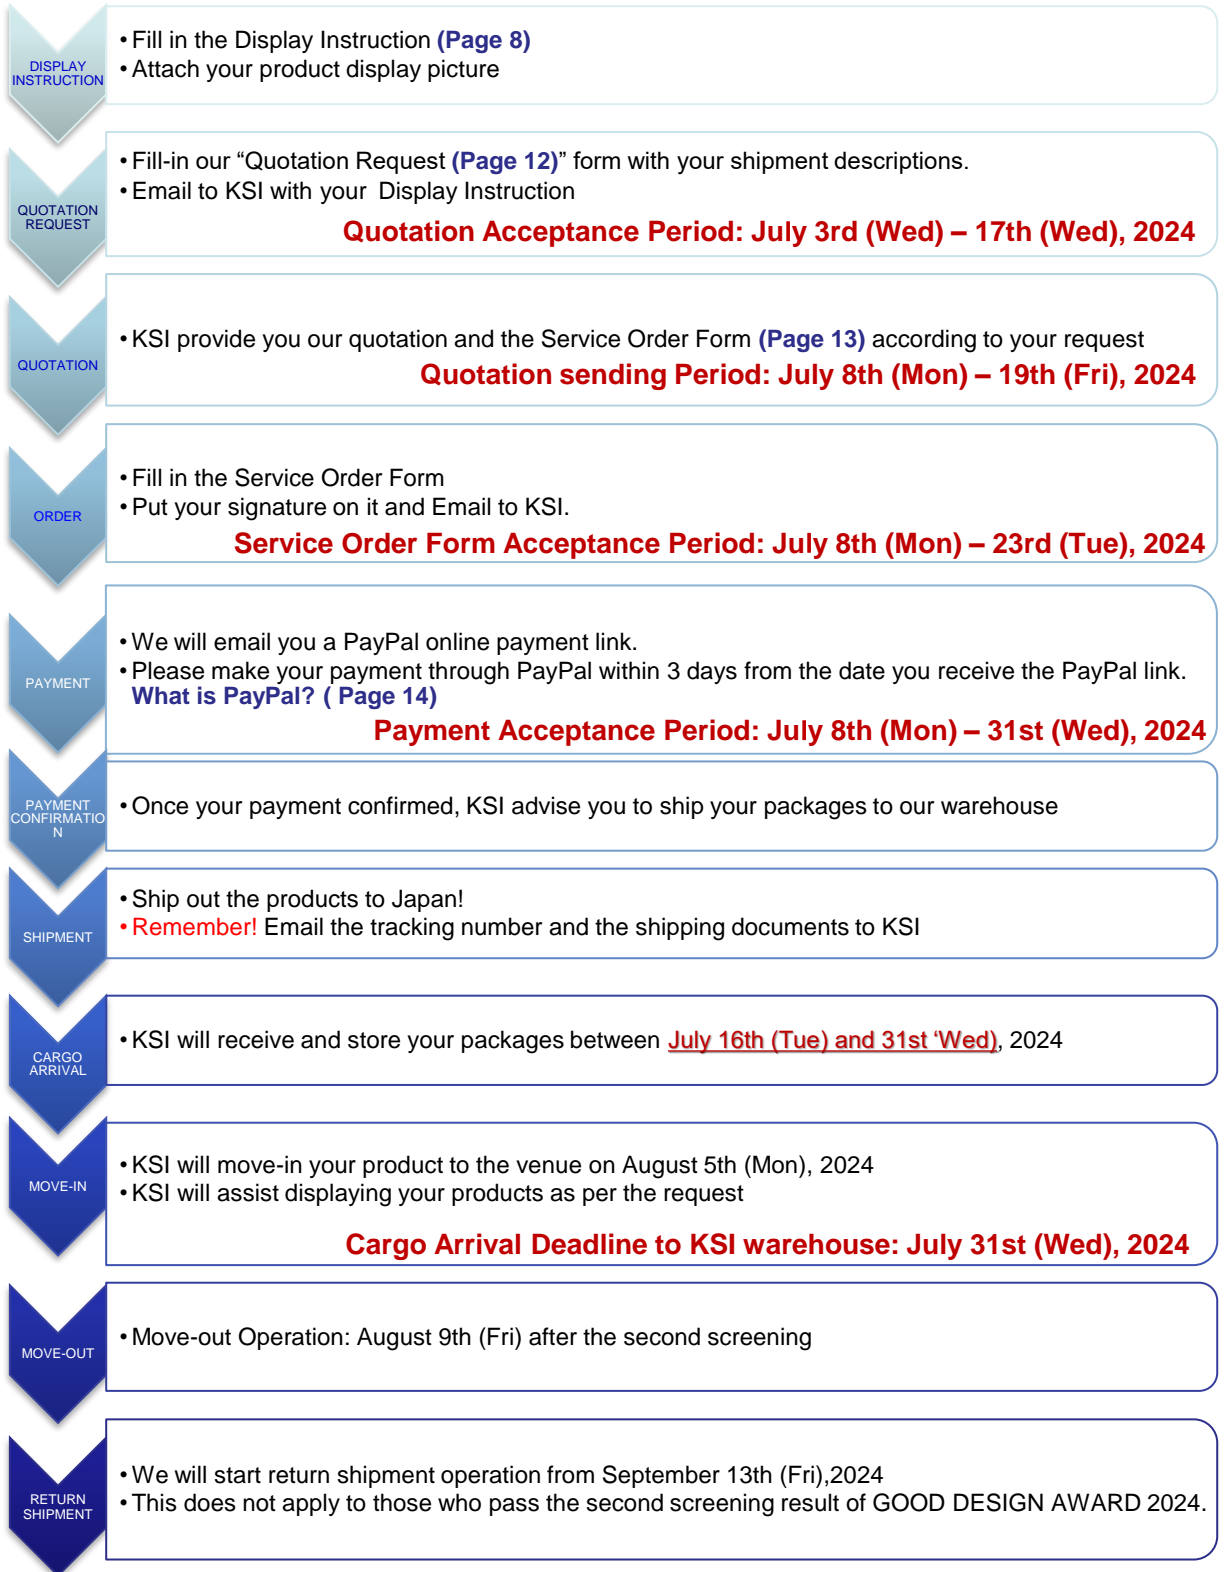 DISPLAY
INSTRUCTION
• Fill in the Display Instruction (Page 8)
• Attach your product display picture
QUOTATION
REQUEST
• Fill-in our “Quotation Request (Page 12)” form with your shipment descriptions.
• Email to KSI with your Display Instruction
Quotation Acceptance Period: July 3rd (Wed) – 17th (Wed), 2024
QUOTATION
• KSI provide you our quotation and the Service Order Form (Page 13) according to your request
Quotation sending Period: July 8th (Mon) – 19th (Fri), 2024
ORDER
• Fill in the Service Order Form
• Put your signature on it and Email to KSI.
Service Order Form Acceptance Period: July 8th (Mon) – 23rd (Tue), 2024
PAYMENT
• We will email you a PayPal online payment link.
• Please make your payment through PayPal within 3 days from the date you receive the PayPal link.
What is PayPal? ( Page 14)
Payment Acceptance Period: July 8th (Mon) – 31st (Wed), 2024
PAYMENT
CONFIRMATIO
N
• Once your payment confirmed, KSI advise you to ship your packages to our warehouse
SHIPMENT
• Ship out the products to Japan!
• Remember! Email the tracking number and the shipping documents to KSI
CARGO
ARRIVAL
• KSI will receive and store your packages between July 16th (Tue) and 31st ‘Wed), 2024
MOVE-IN
• KSI will move-in your product to the venue on August 5th (Mon), 2024
• KSI will assist displaying your products as per the request
Cargo Arrival Deadline to KSI warehouse: July 31st (Wed), 2024
MOVE-OUT
• Move-out Operation: August 9th (Fri) after the second screening
RETURN
SHIPMENT
• We will start return shipment operation from September 13th (Fri),2024
• This does not apply to those who pass the second screening result of GOOD DESIGN AWARD 2024.